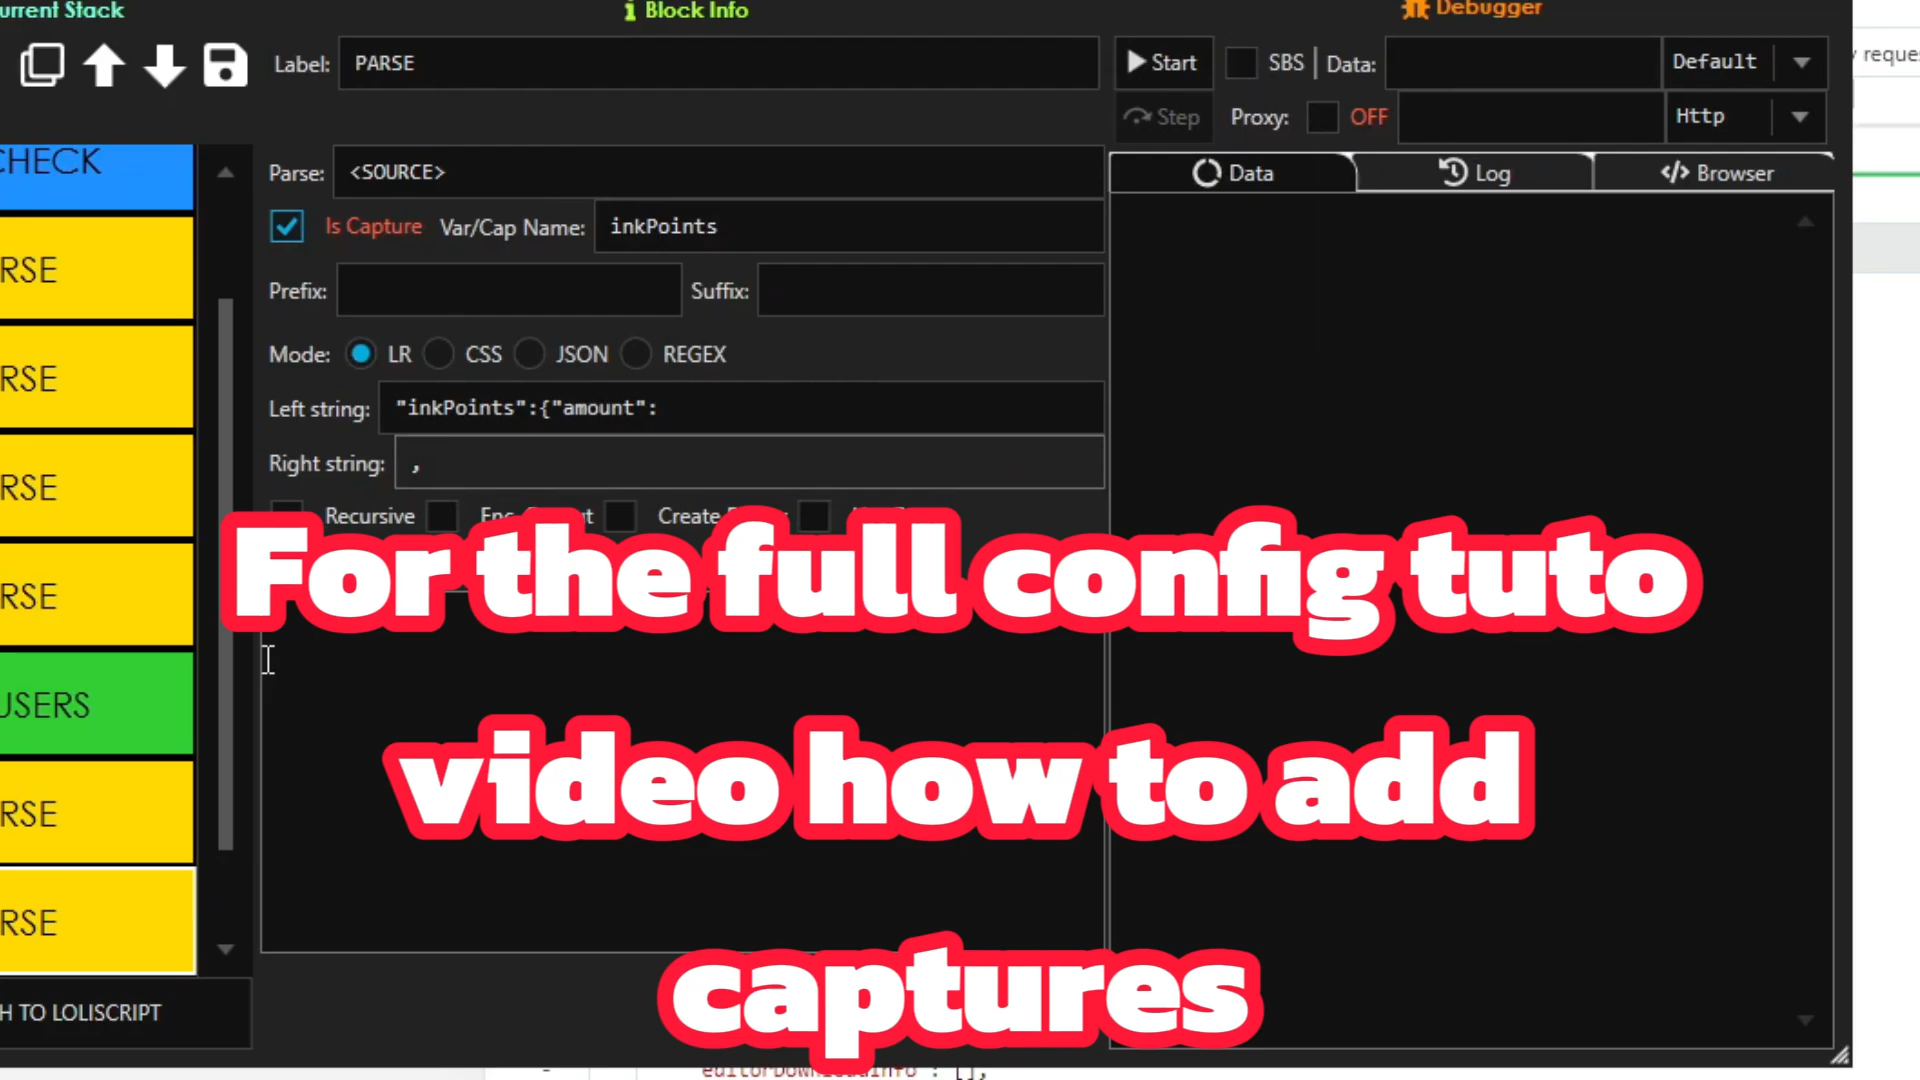 urrent Stack
Block Info
Debugger
Label: PARSE
Start SBS Data: Default
Step Proxy: OFF Http
y reques
CHECK
RSE
RSE
RSE
RSE
USERS
RSE
RSE
H TO LOLISCRIPT
Parse: <SOURCE>
Is Capture Var/Cap Name: inkPoints
Prefix: Suffix:
Mode: LR CSS JSON REGEX
Left string: "inkPoints":{"amount":
Right string: ,
Recursive Create
Data Log Browser
For the full config tuto
video how to add
captures